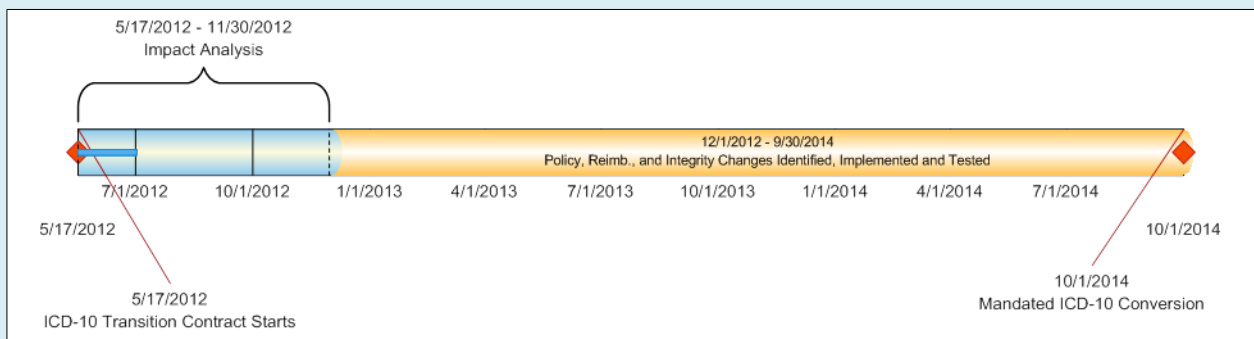 5/17/2012 - 11/30/2012
Impact Analysis
12/1/2012 - 9/30/2014
Policy, Reimb., and Integrity Changes Identified, Implemented and Tested
7/1/2012 10/1/2012 1/1/2013 4/1/2013 7/1/2013 10/1/2013 1/1/2014 4/1/2014 7/1/2014
5/17/2012 10/1/2014
5/17/2012
ICD-10 Transition Contract Starts
10/1/2014
Mandated ICD-10 Conversion